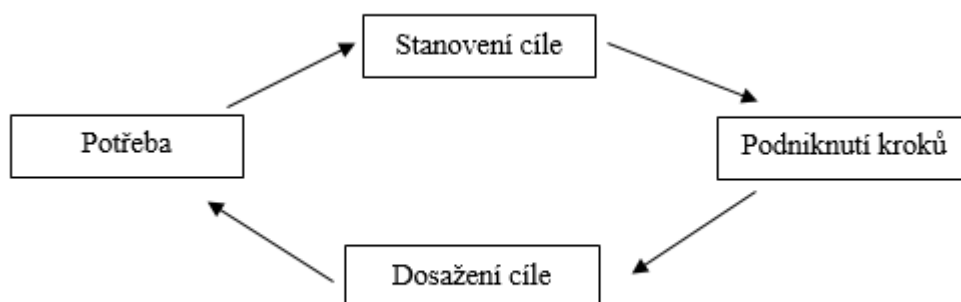 Stanovení cíle
Potřeba
Podniknutí kroků
Dosažení cíle